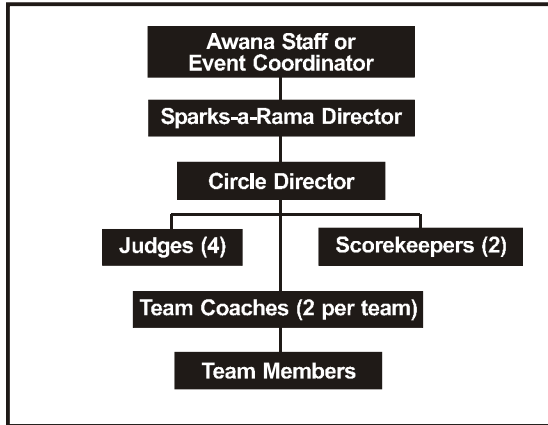 Awana Staff or
Event Coordinator
Sparks-a-Rama Director
Circle Director
Judges (4)
Scorekeepers (2)
Team Coaches (2 per team)
Team Members